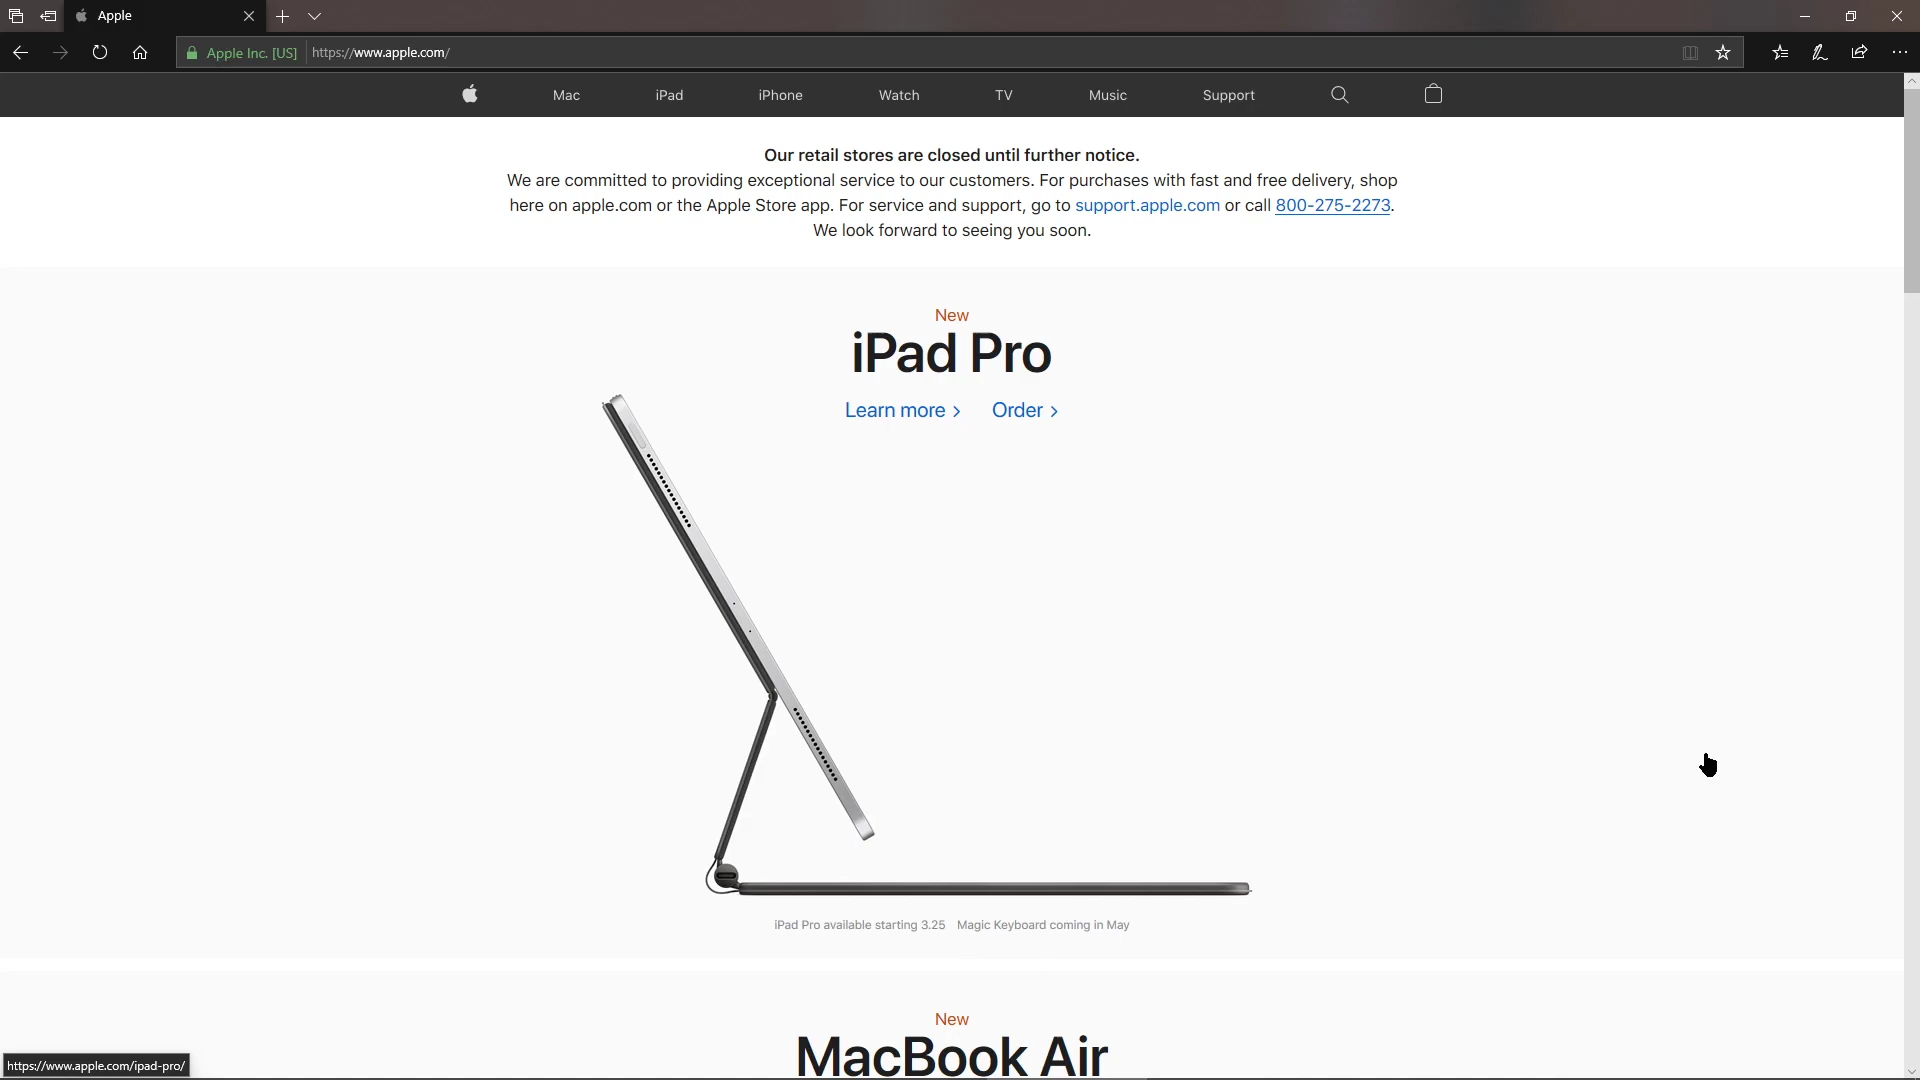 Apple
Apple Inc. [US] https://www.apple.com/
Mac iPad iPhone Watch TV Music Support
Our retail stores are closed until further notice.
We are committed to providing exceptional service to our customers. For purchases with fast and free delivery, shop
here on apple.com or the Apple Store app. For service and support, go to support.apple.com or call 800-275-2273.
We look forward to seeing you soon.
New
iPad Pro
Learn more > Order >
iPad Pro available starting 3.25 Magic Keyboard coming in May
New
MacBook Air
https://www.apple.com/ipad-pro/